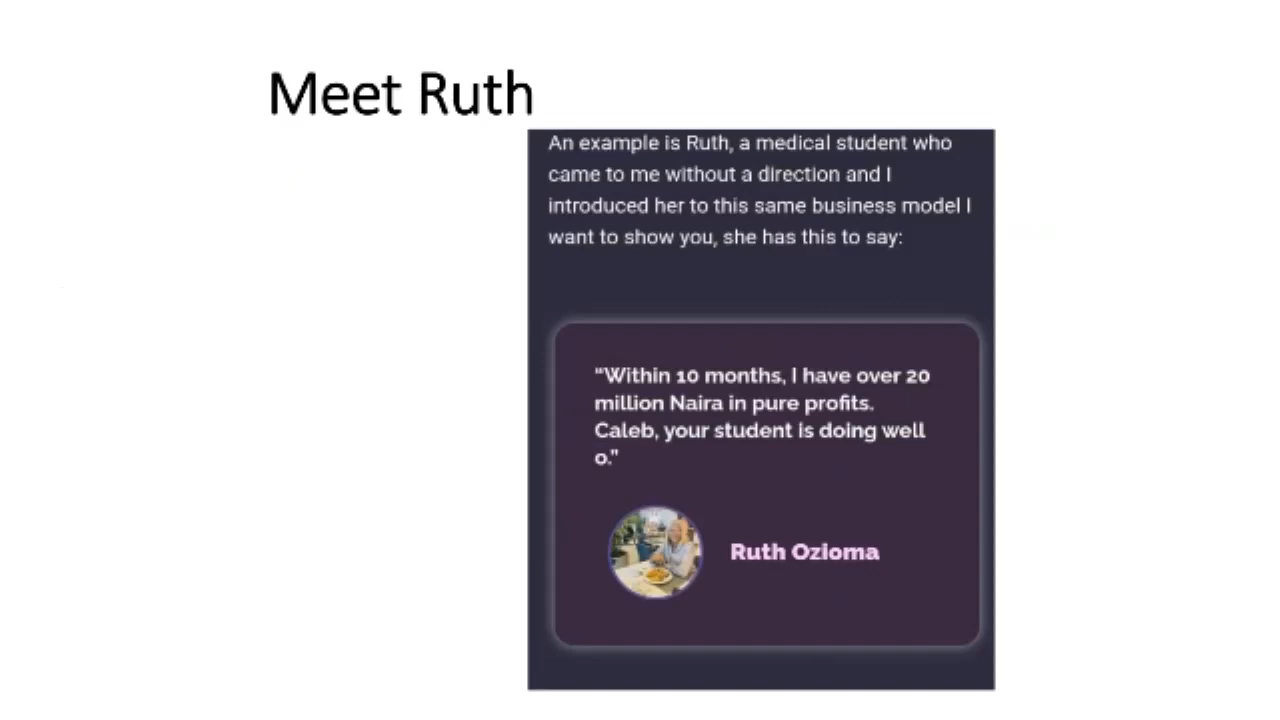 Meet Ruth
An example is Ruth, a medical student who
came to me without a direction and I
introduced her to this same business model I
want to show you, she has this to say:
“Within 10 months, I have over 20
million Naira in pure profits.
Caleb, your student is doing well
o.”
Ruth Ozioma